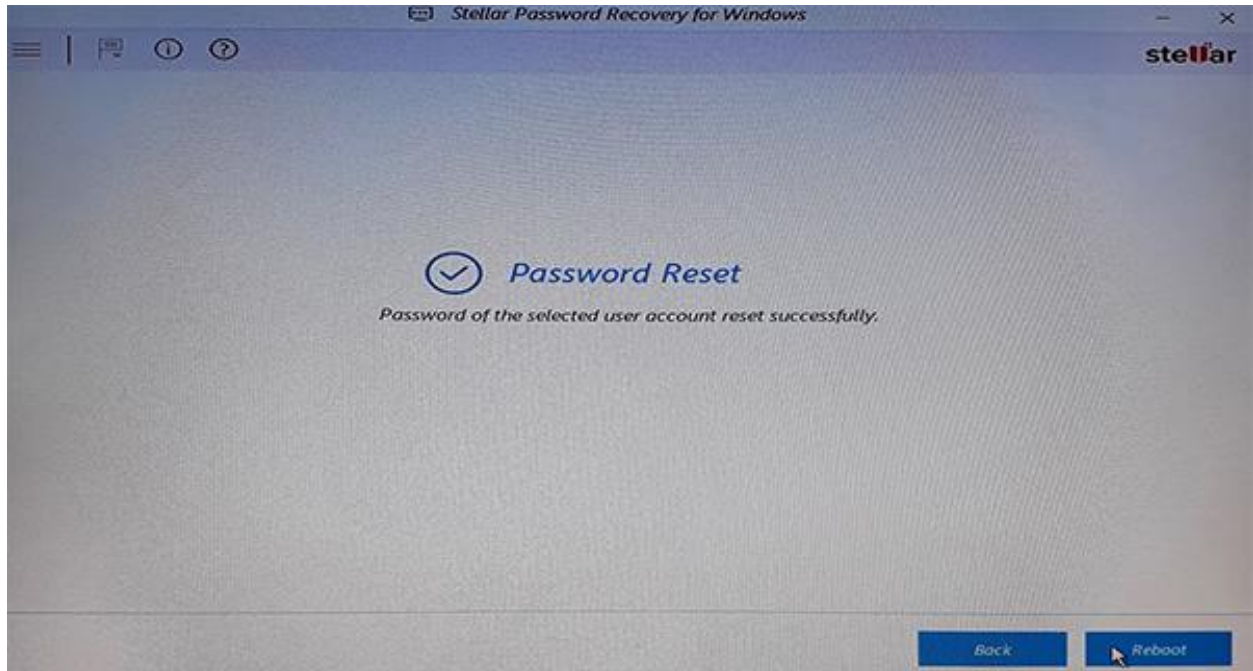 Stellar Password Recovery for Windows
stellar
Password Reset
Password of the selected user account reset successfully.
Back
Reboot